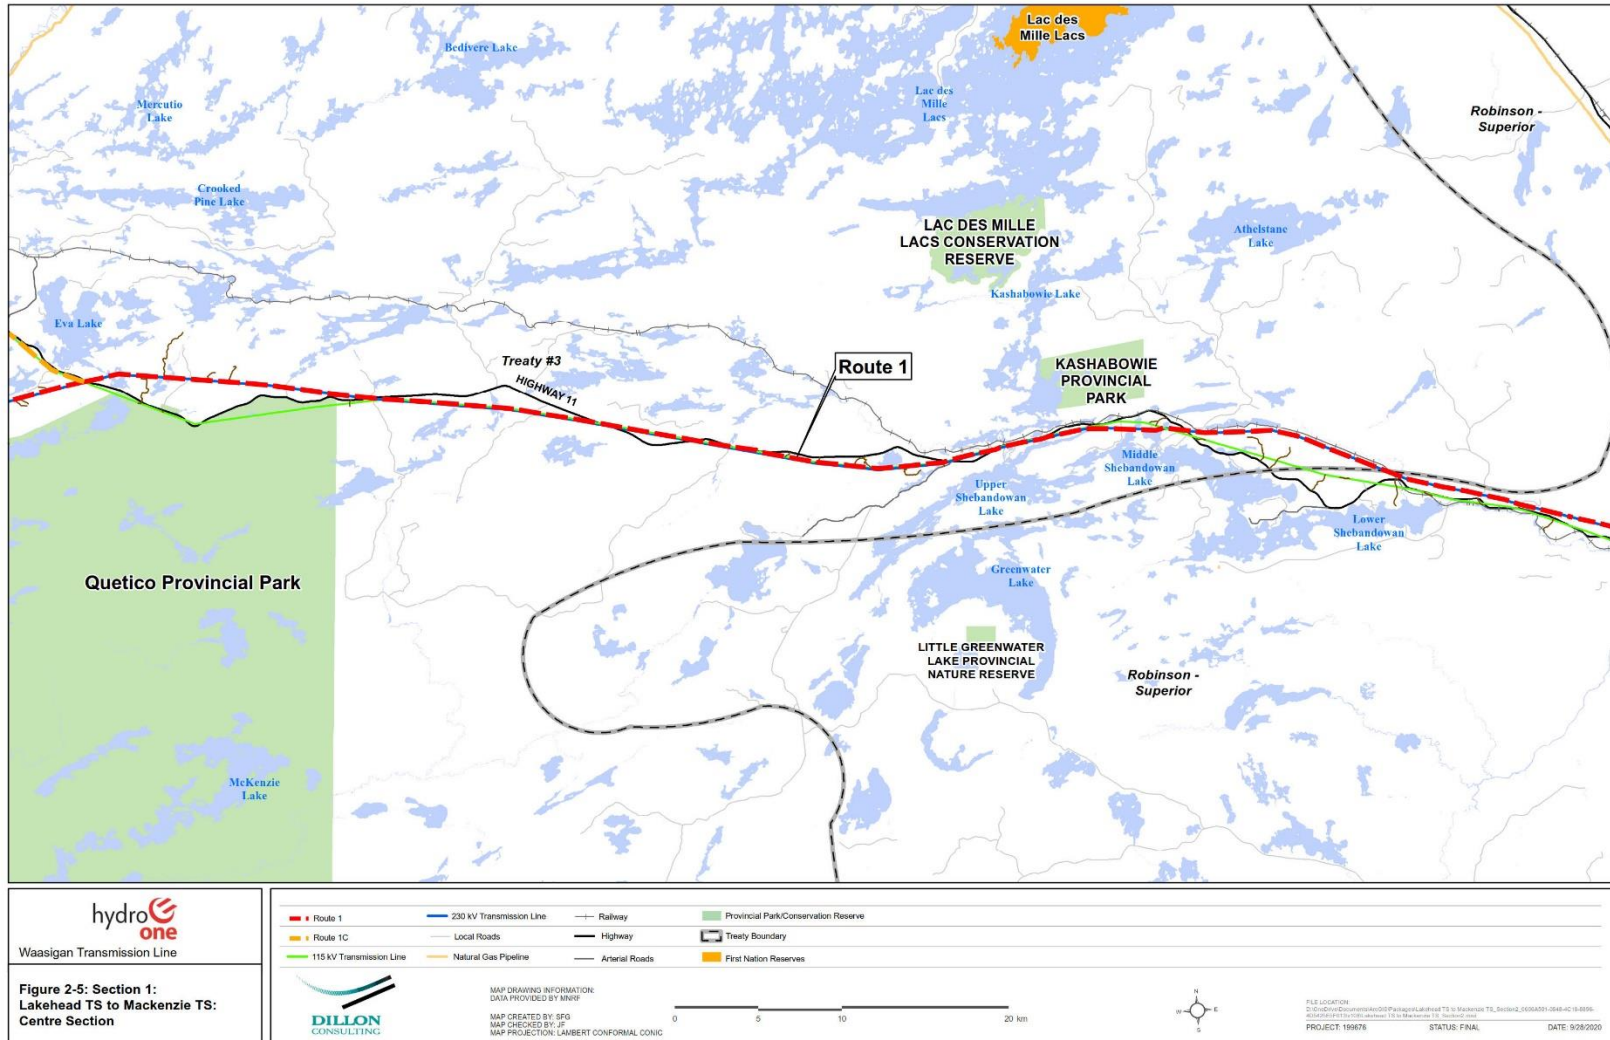 Lac des
Mille Lacs
Bedivere Lake
Mercutio
Lake
Lac des
Mille
Lacs
Robinson -
Superior
Crooked
Pine Lake
LAC DES MILLE
LACS CONSERVATION
RESERVE
Athelstane
Lake
Kashabowie Lake
Eva Lake
Treaty #3
HIGHWAY 11
Route 1
KASHABOWIE
PROVINCIAL
PARK
Middle
Shebandowan
Lake
Upper
Shebandowan
Lake
Lower
Shebandowan
Lake
Greenwater
Lake
Quetico Provincial Park
LITTLE GREENWATER
LAKE PROVINCIAL
NATURE RESERVE
Robinson -
Superior
McKenzie
Lake
hydro
one
Waasigan Transmission Line
Figure 2-5: Section 1:
Lakehead TS to Mackenzie TS:
Centre Section
Route 1
230 kV Transmission Line
Railway
Provincial Park/Conservation Reserve
Route 1C
Local Roads
Highway
Treaty Boundary
115 kV Transmission Line
Natural Gas Pipeline
Arterial Roads
First Nation Reserves
DILLON
CONSULTING
MAP DRAWING INFORMATION:
DATA PROVIDED BY MNRF
MAP CREATED BY: SFG
MAP CHECKED BY: JF
MAP PROJECTION: LAMBERT CONFORMAL CONIC
0 5 10 20 km
N
W E
S
FILE LOCATION:
PROJECT: 199676 STATUS: FINAL DATE: 9/28/2020